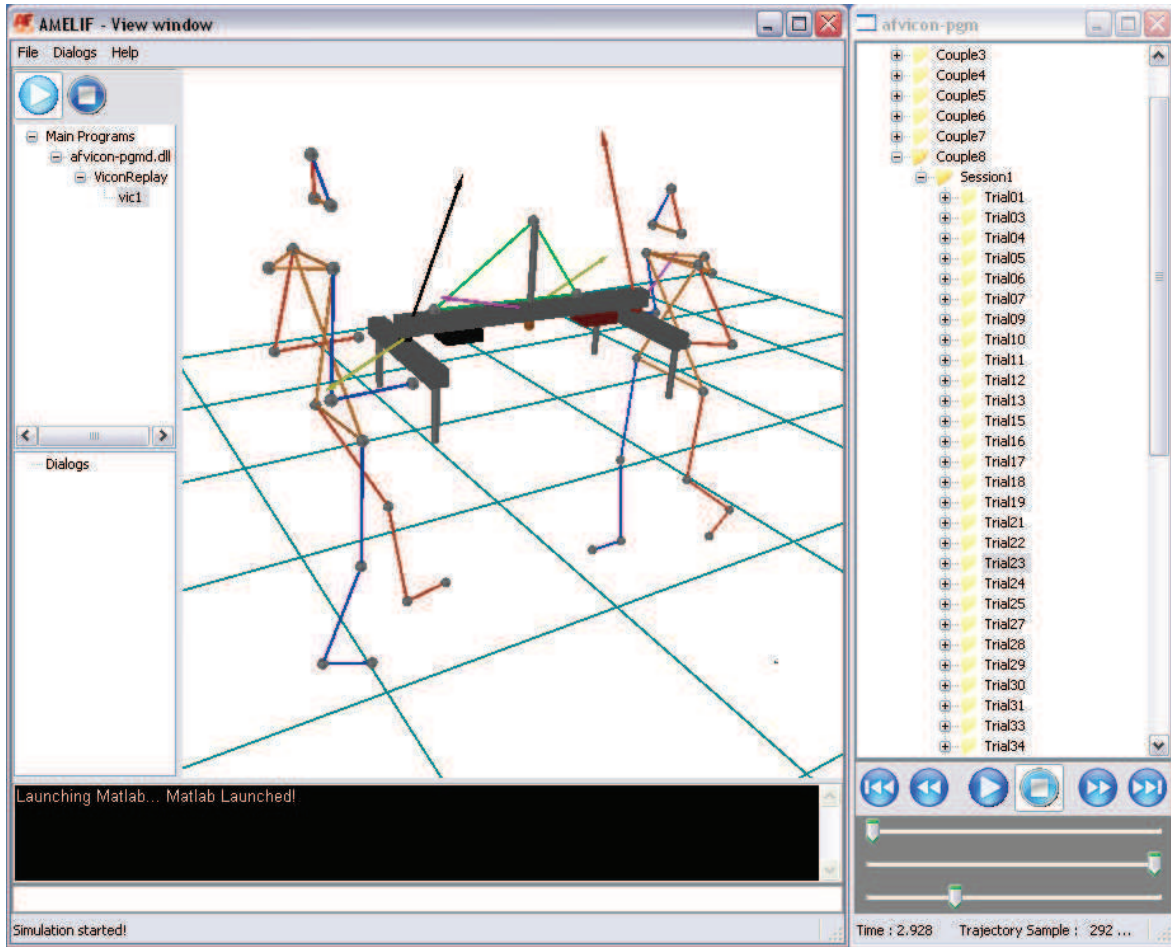 AMELIF - View window
File Dialogs Help
Main Programs
afvicon-pgmd.dll
ViconReplay
vic1
Dialogs
Launching Matlab... Matlab Launched!
Simulation started!
afvicon-pgm
Couple3
Couple4
Couple5
Couple6
Couple7
Couple8
Session1
Trial01
Trial03
Trial04
Trial05
Trial06
Trial07
Trial09
Trial10
Trial11
Trial12
Trial13
Trial15
Trial16
Trial17
Trial18
Trial19
Trial21
Trial22
Trial23
Trial24
Trial25
Trial27
Trial28
Trial29
Trial30
Trial31
Trial33
Trial34
Time : 2.928 Trajectory Sample : 292 ...